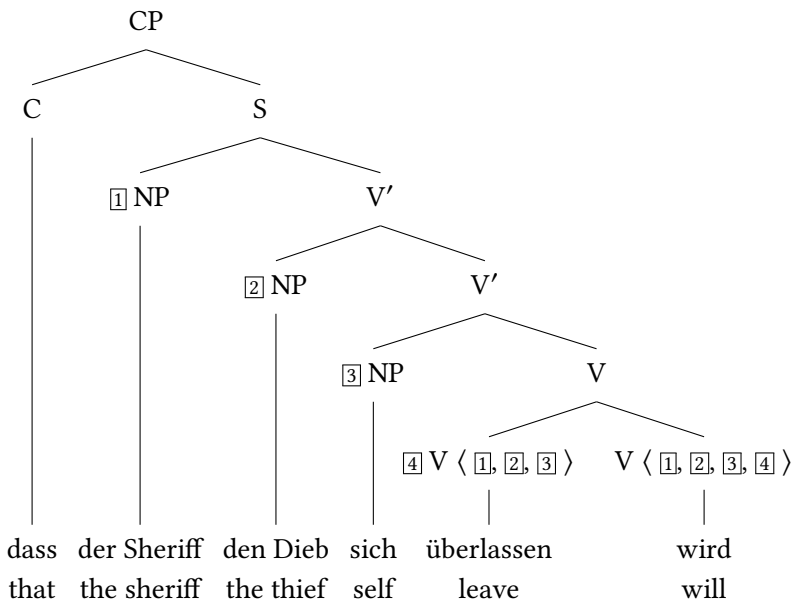 CP
C S
1 NP V′
2 NP V′
3 NP V
4 V ⟨ 1, 2, 3 ⟩ V ⟨ 1, 2, 3, 4 ⟩
dass der Sheriff den Dieb sich überlassen wird
that the sheriff the thief self leave will